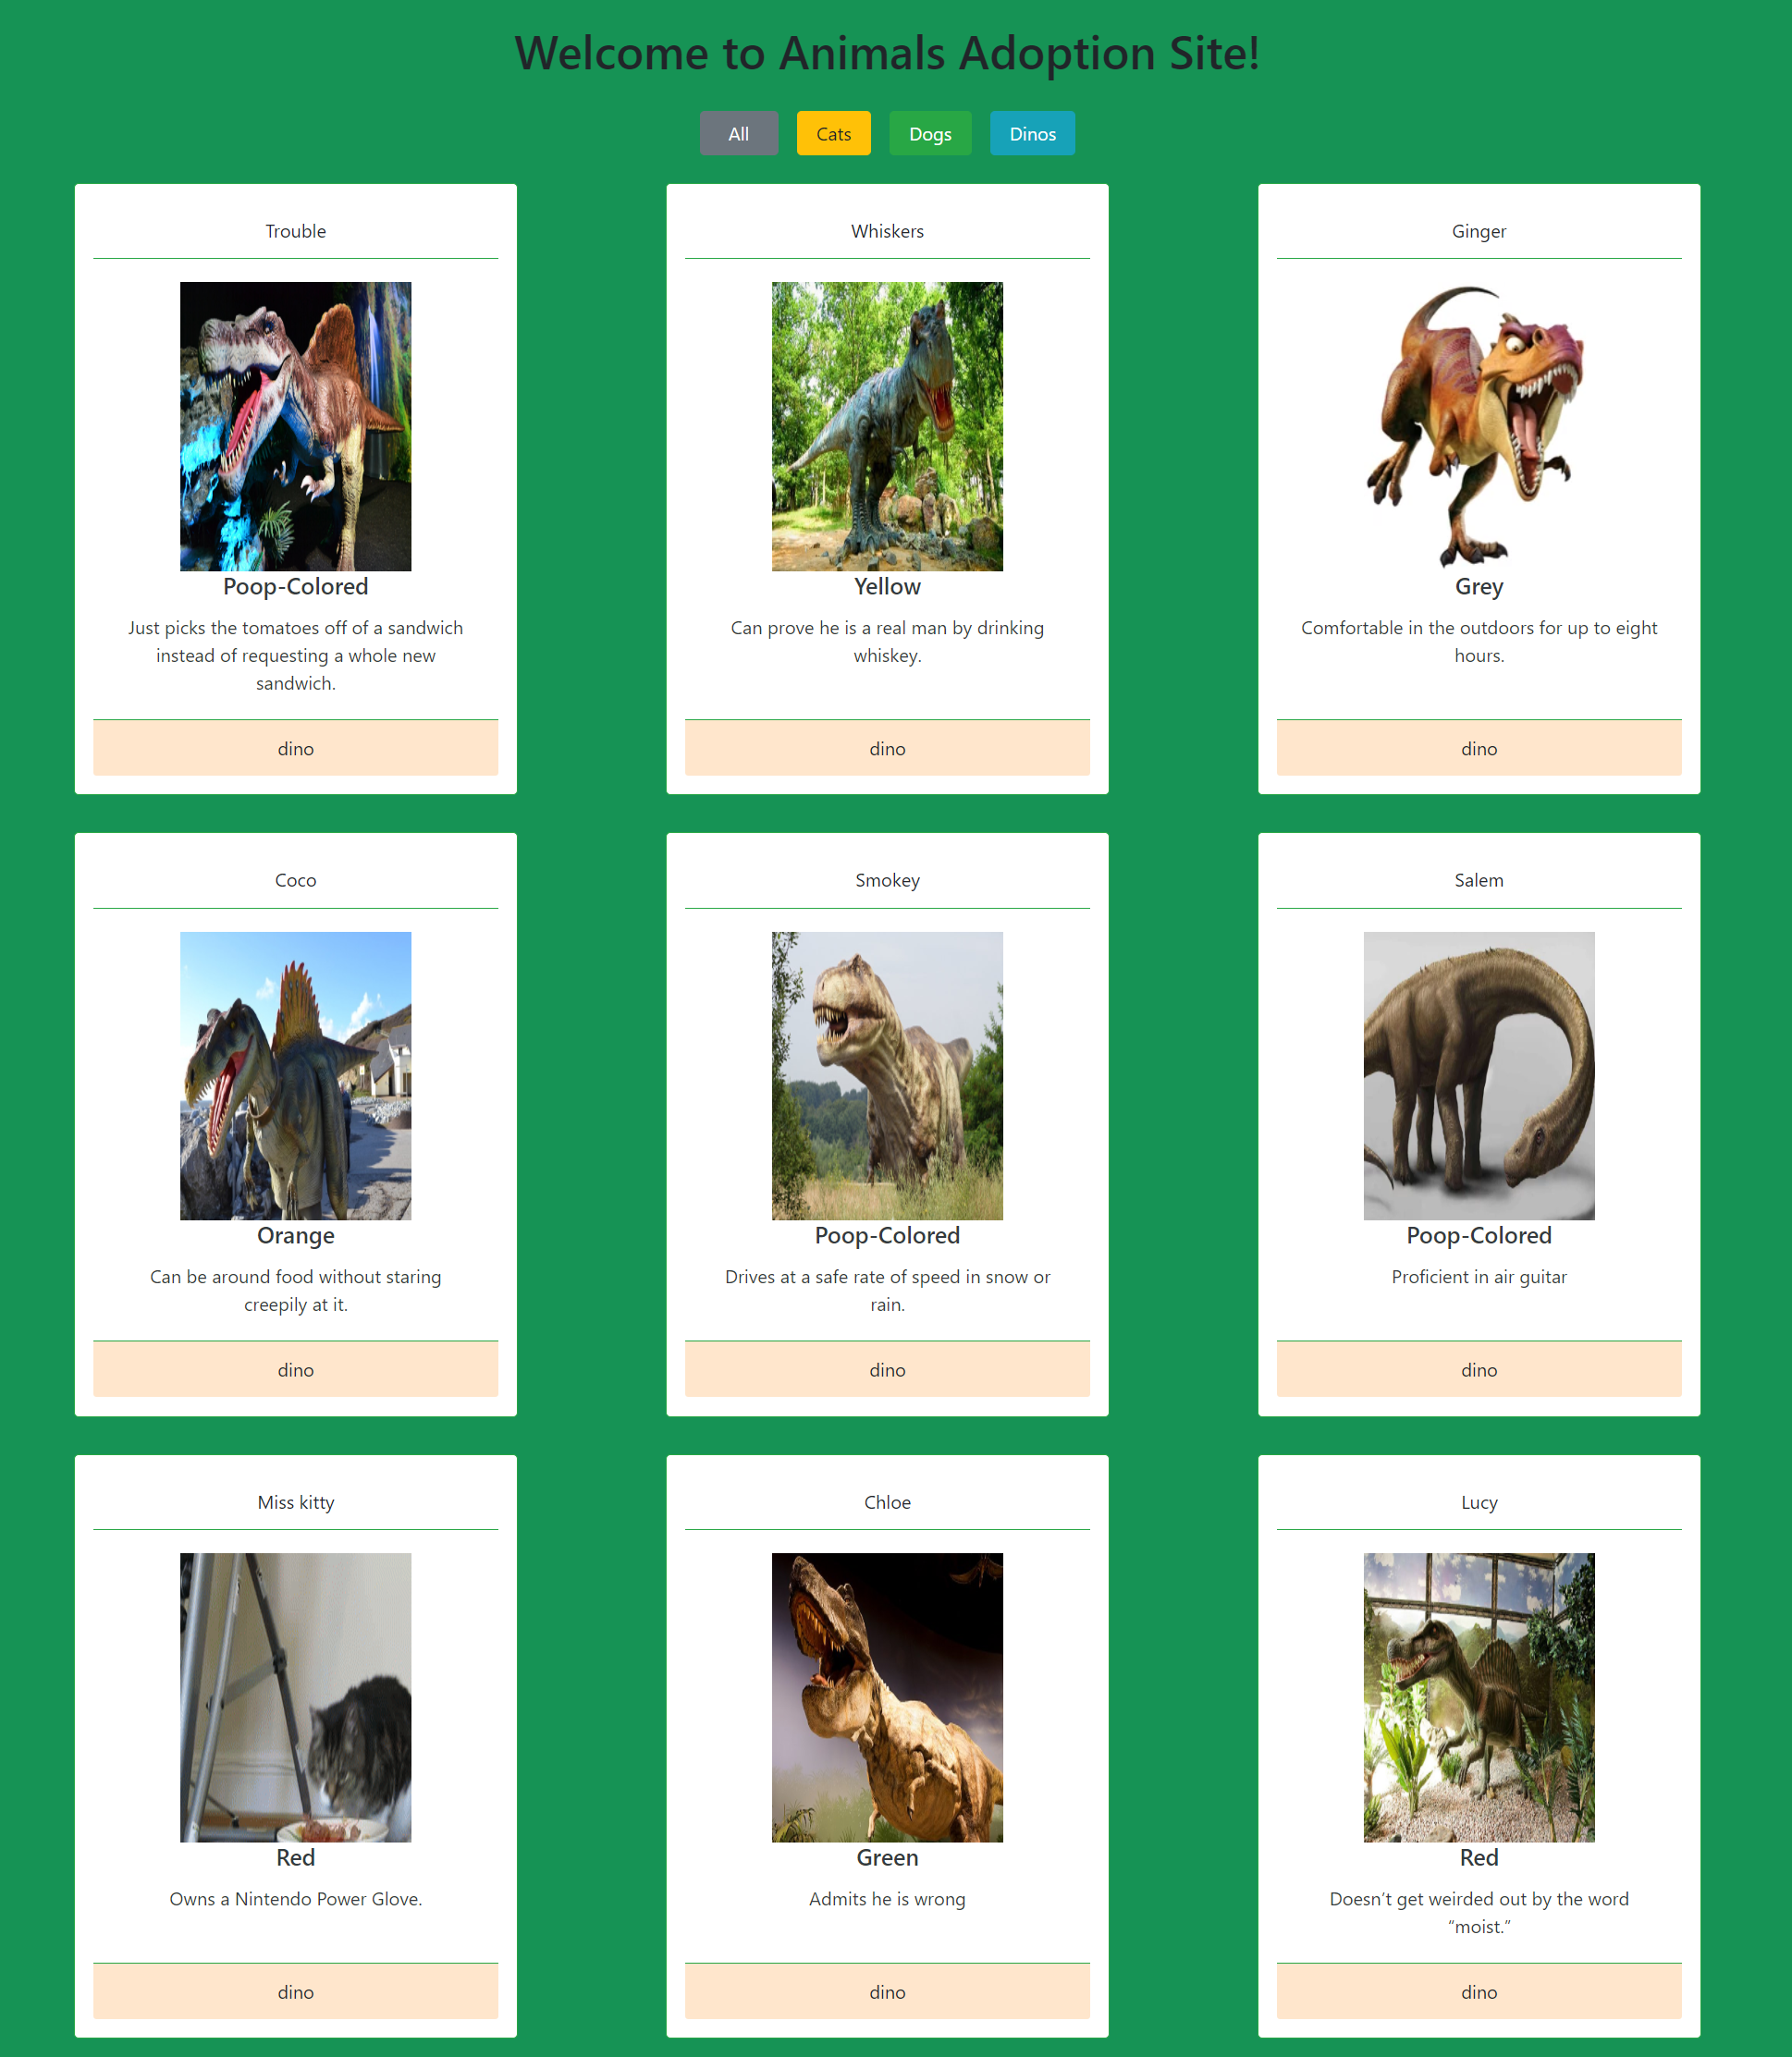 Welcome to Animals Adoption Site!
All
Cats
Dogs
Dinos
Trouble
Poop-Colored
Just picks the tomatoes off of a sandwich
instead of requesting a whole new
sandwich.
dino
Whiskers
Yellow
Can prove he is a real man by drinking
whiskey.
dino
Ginger
Grey
Comfortable in the outdoors for up to eight
hours.
dino
Coco
Orange
Can be around food without staring
creepily at it.
dino
Smokey
Poop-Colored
Drives at a safe rate of speed in snow or
rain.
dino
Salem
Poop-Colored
Proficient in air guitar
dino
Miss kitty
Red
Owns a Nintendo Power Glove.
dino
Chloe
Green
Admits he is wrong
dino
Lucy
Red
Doesn’t get weirded out by the word
“moist.”
dino